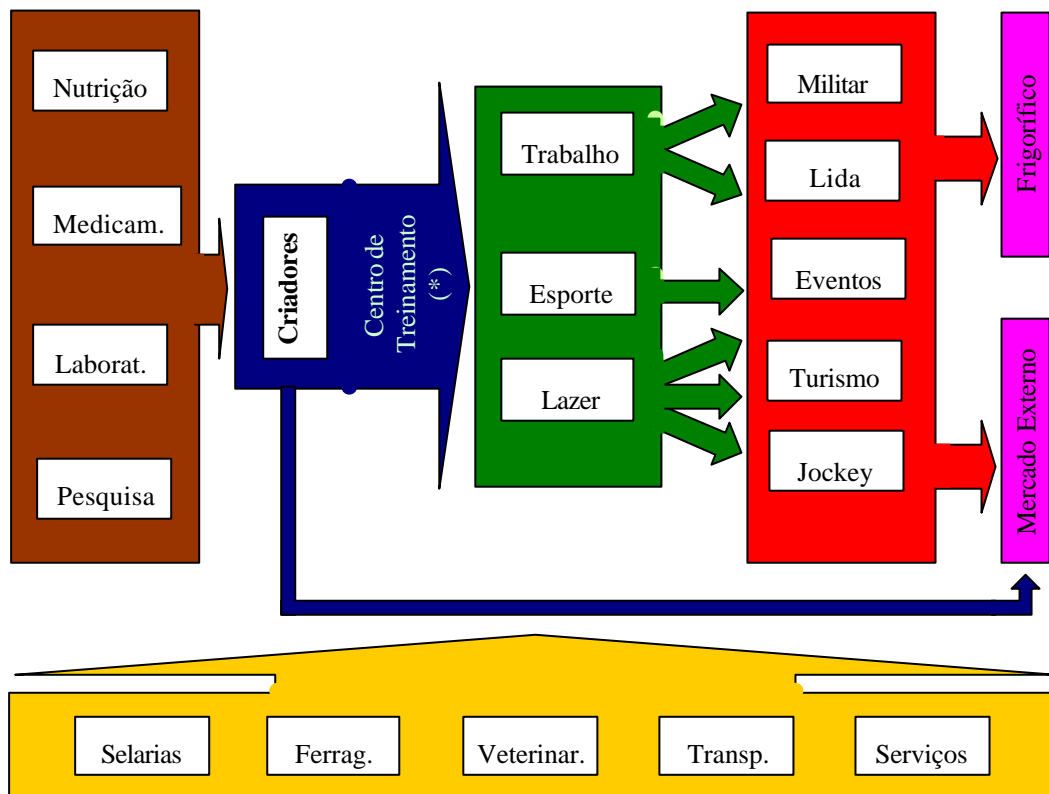 Nutrição
Medicam.
Laborat.
Pesquisa
Criadores
Centro de
Treinamento
(*)
Trabalho
Esporte
Lazer
Militar
Lida
Eventos
Turismo
Jockey
Frigorífico
Mercado Externo
Selarias
Ferrag.
Veterinar.
Transp.
Serviços